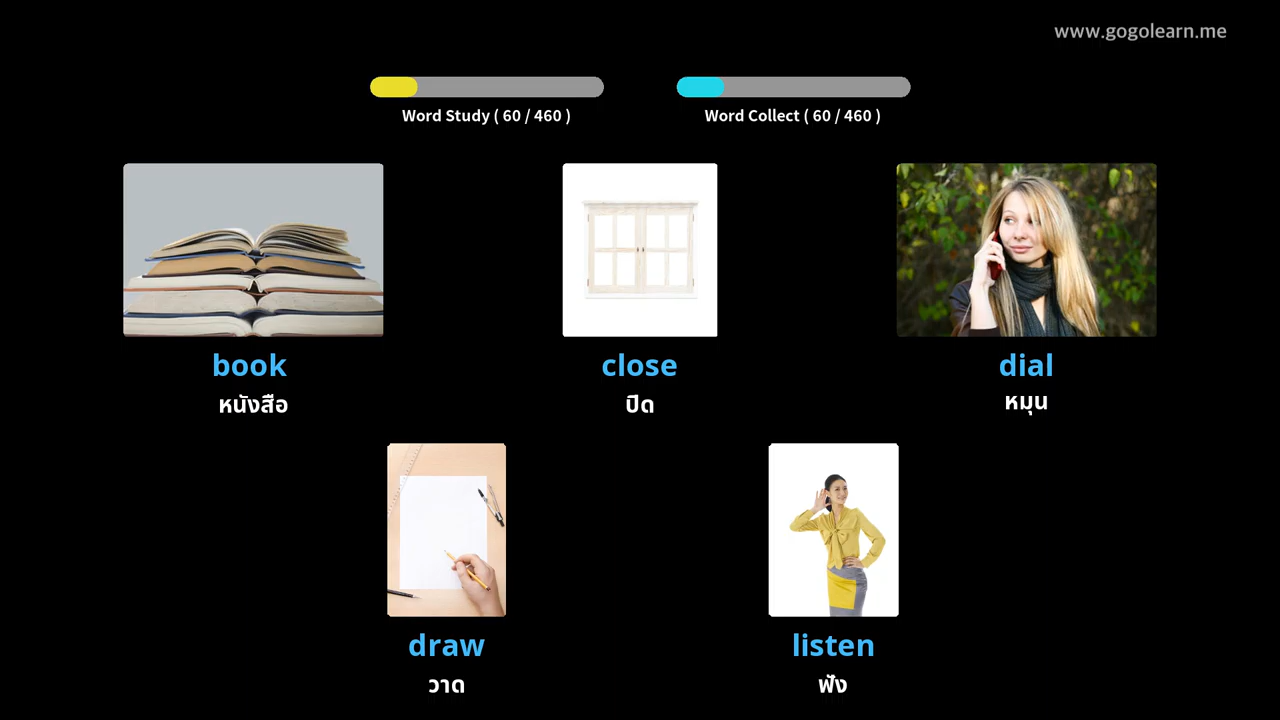 www.gogolearn.me
Word Study ( 60 / 460 )
Word Collect ( 60 / 460 )
book
หนังสือ
close
ปิด
dial
หมุน
draw
วาด
listen
ฟัง